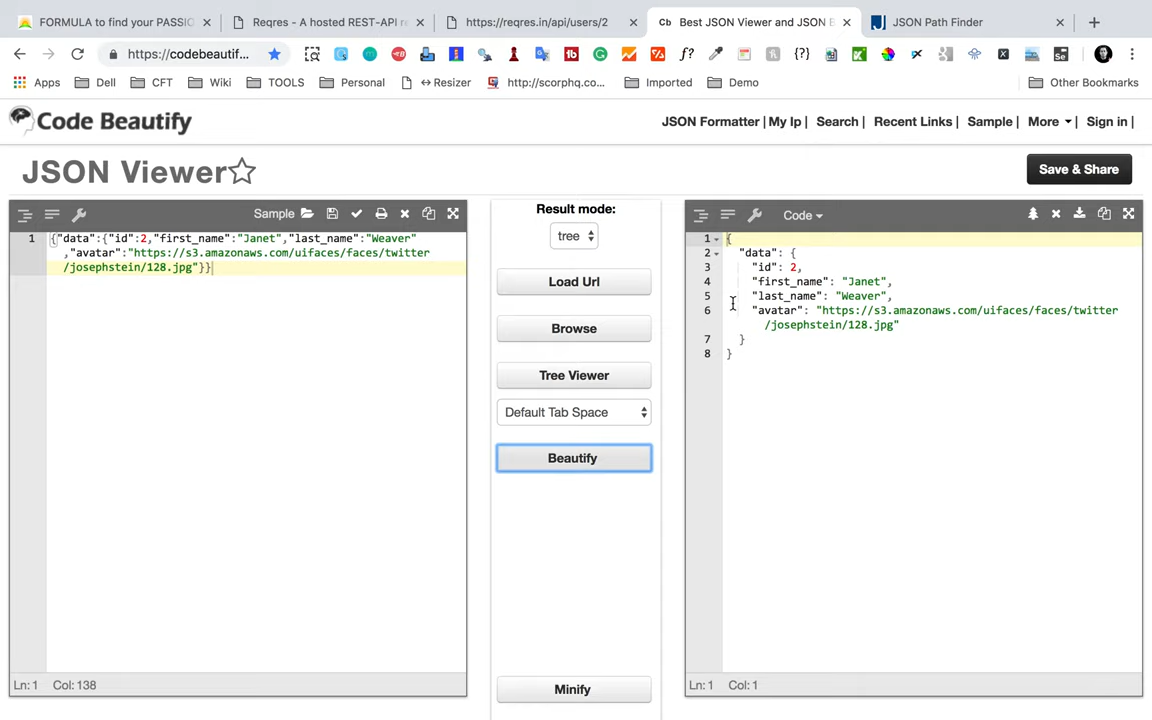 FORMULA to find your PASSIO
Reqres - A hosted REST-API re
https://reqres.in/api/users/2
Cb Best JSON Viewer and JSON B
JSON Path Finder
https://codebeautif...
Apps Dell CFT Wiki TOOLS Personal ↔Resizer http://scorphq.co... Imported Demo Other Bookmarks
Code Beautify
JSON Formatter | My Ip | Search | Recent Links | Sample | More | Sign in |
JSON Viewer
Save & Share
Sample
1 {"data":{"id":2,"first_name":"Janet","last_name":"Weaver"
,"avatar":"https://s3.amazonaws.com/uifaces/faces/twitter
/josephstein/128.jpg"}}
Ln: 1 Col: 138
Result mode:
tree
Load Url
Browse
Tree Viewer
Default Tab Space
Beautify
Minify
Code
1 {
2 "data": {
3 "id": 2,
4 "first_name": "Janet",
5 "last_name": "Weaver",
6 "avatar": "https://s3.amazonaws.com/uifaces/faces/twitter
/josephstein/128.jpg"
7 }
8 }
Ln: 1 Col: 1